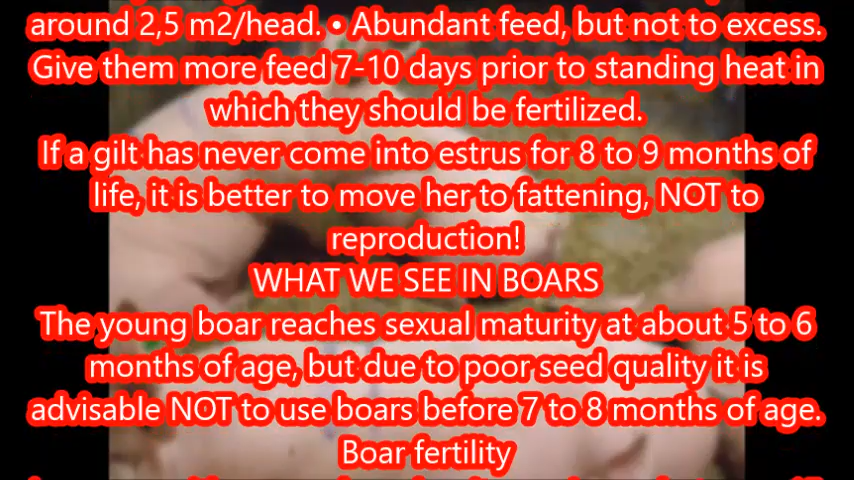 around 2,5 m2/head. • Abundant feed, but not to excess.
Give them more feed 7-10 days prior to standing heat in
which they should be fertilized.
If a gilt has never come into estrus for 8 to 9 months of
life, it is better to move her to fattening, NOT to
reproduction!
WHAT WE SEE IN BOARS
The young boar reaches sexual maturity at about 5 to 6
months of age, but due to poor seed quality it is
advisable NOT to use boars before 7 to 8 months of age.
Boar fertility